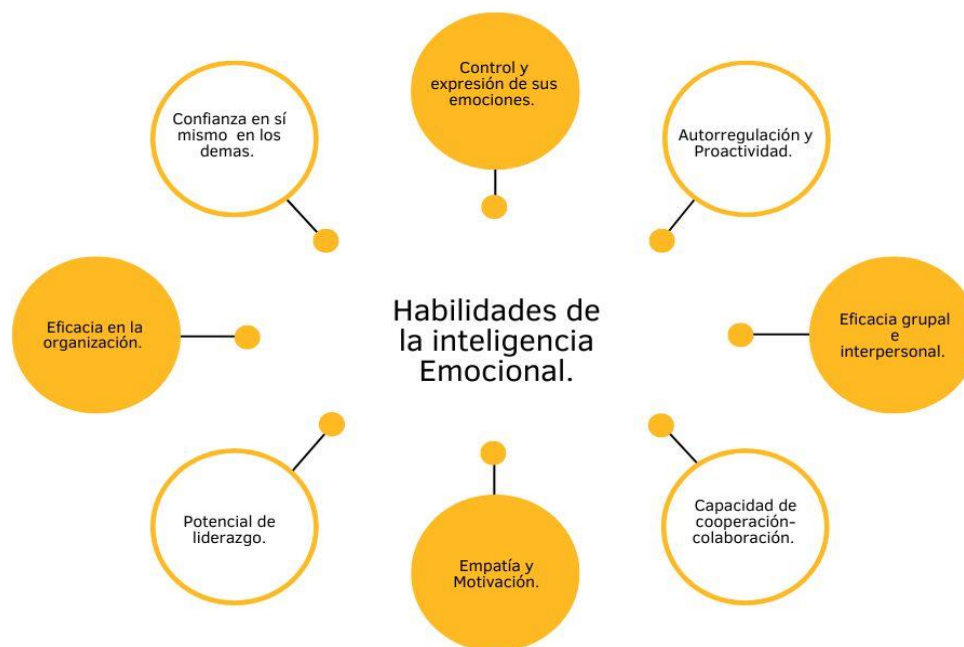 Control y
expresión de sus
emociones.
Confianza en sí
mismo en los
demas.
Autorregulación y
Proactividad.
Habilidades de
la inteligencia
Emocional.
Eficacia en la
organización.
Eficacia grupal
e
interpersonal.
Potencial de
liderazgo.
Capacidad de
cooperación-
colaboración.
Empatía y
Motivación.